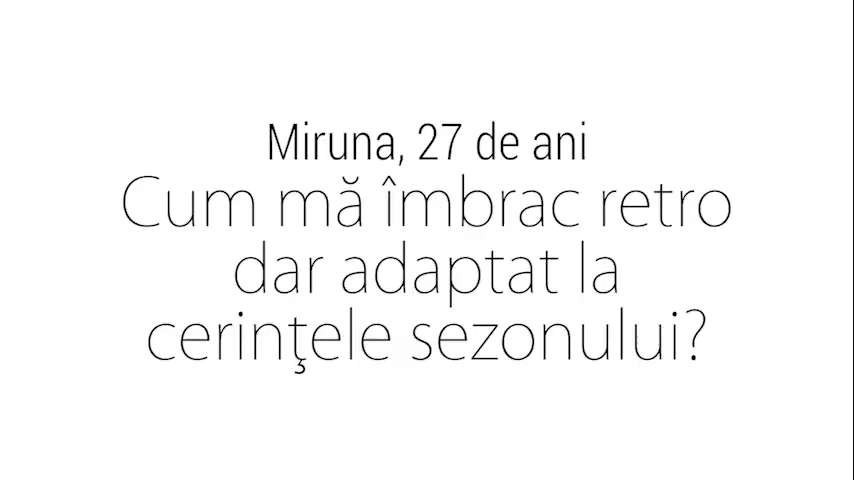 Miruna, 27 de ani
Cum mă îmbrac retro
dar adaptat la
cerinţele sezonului?